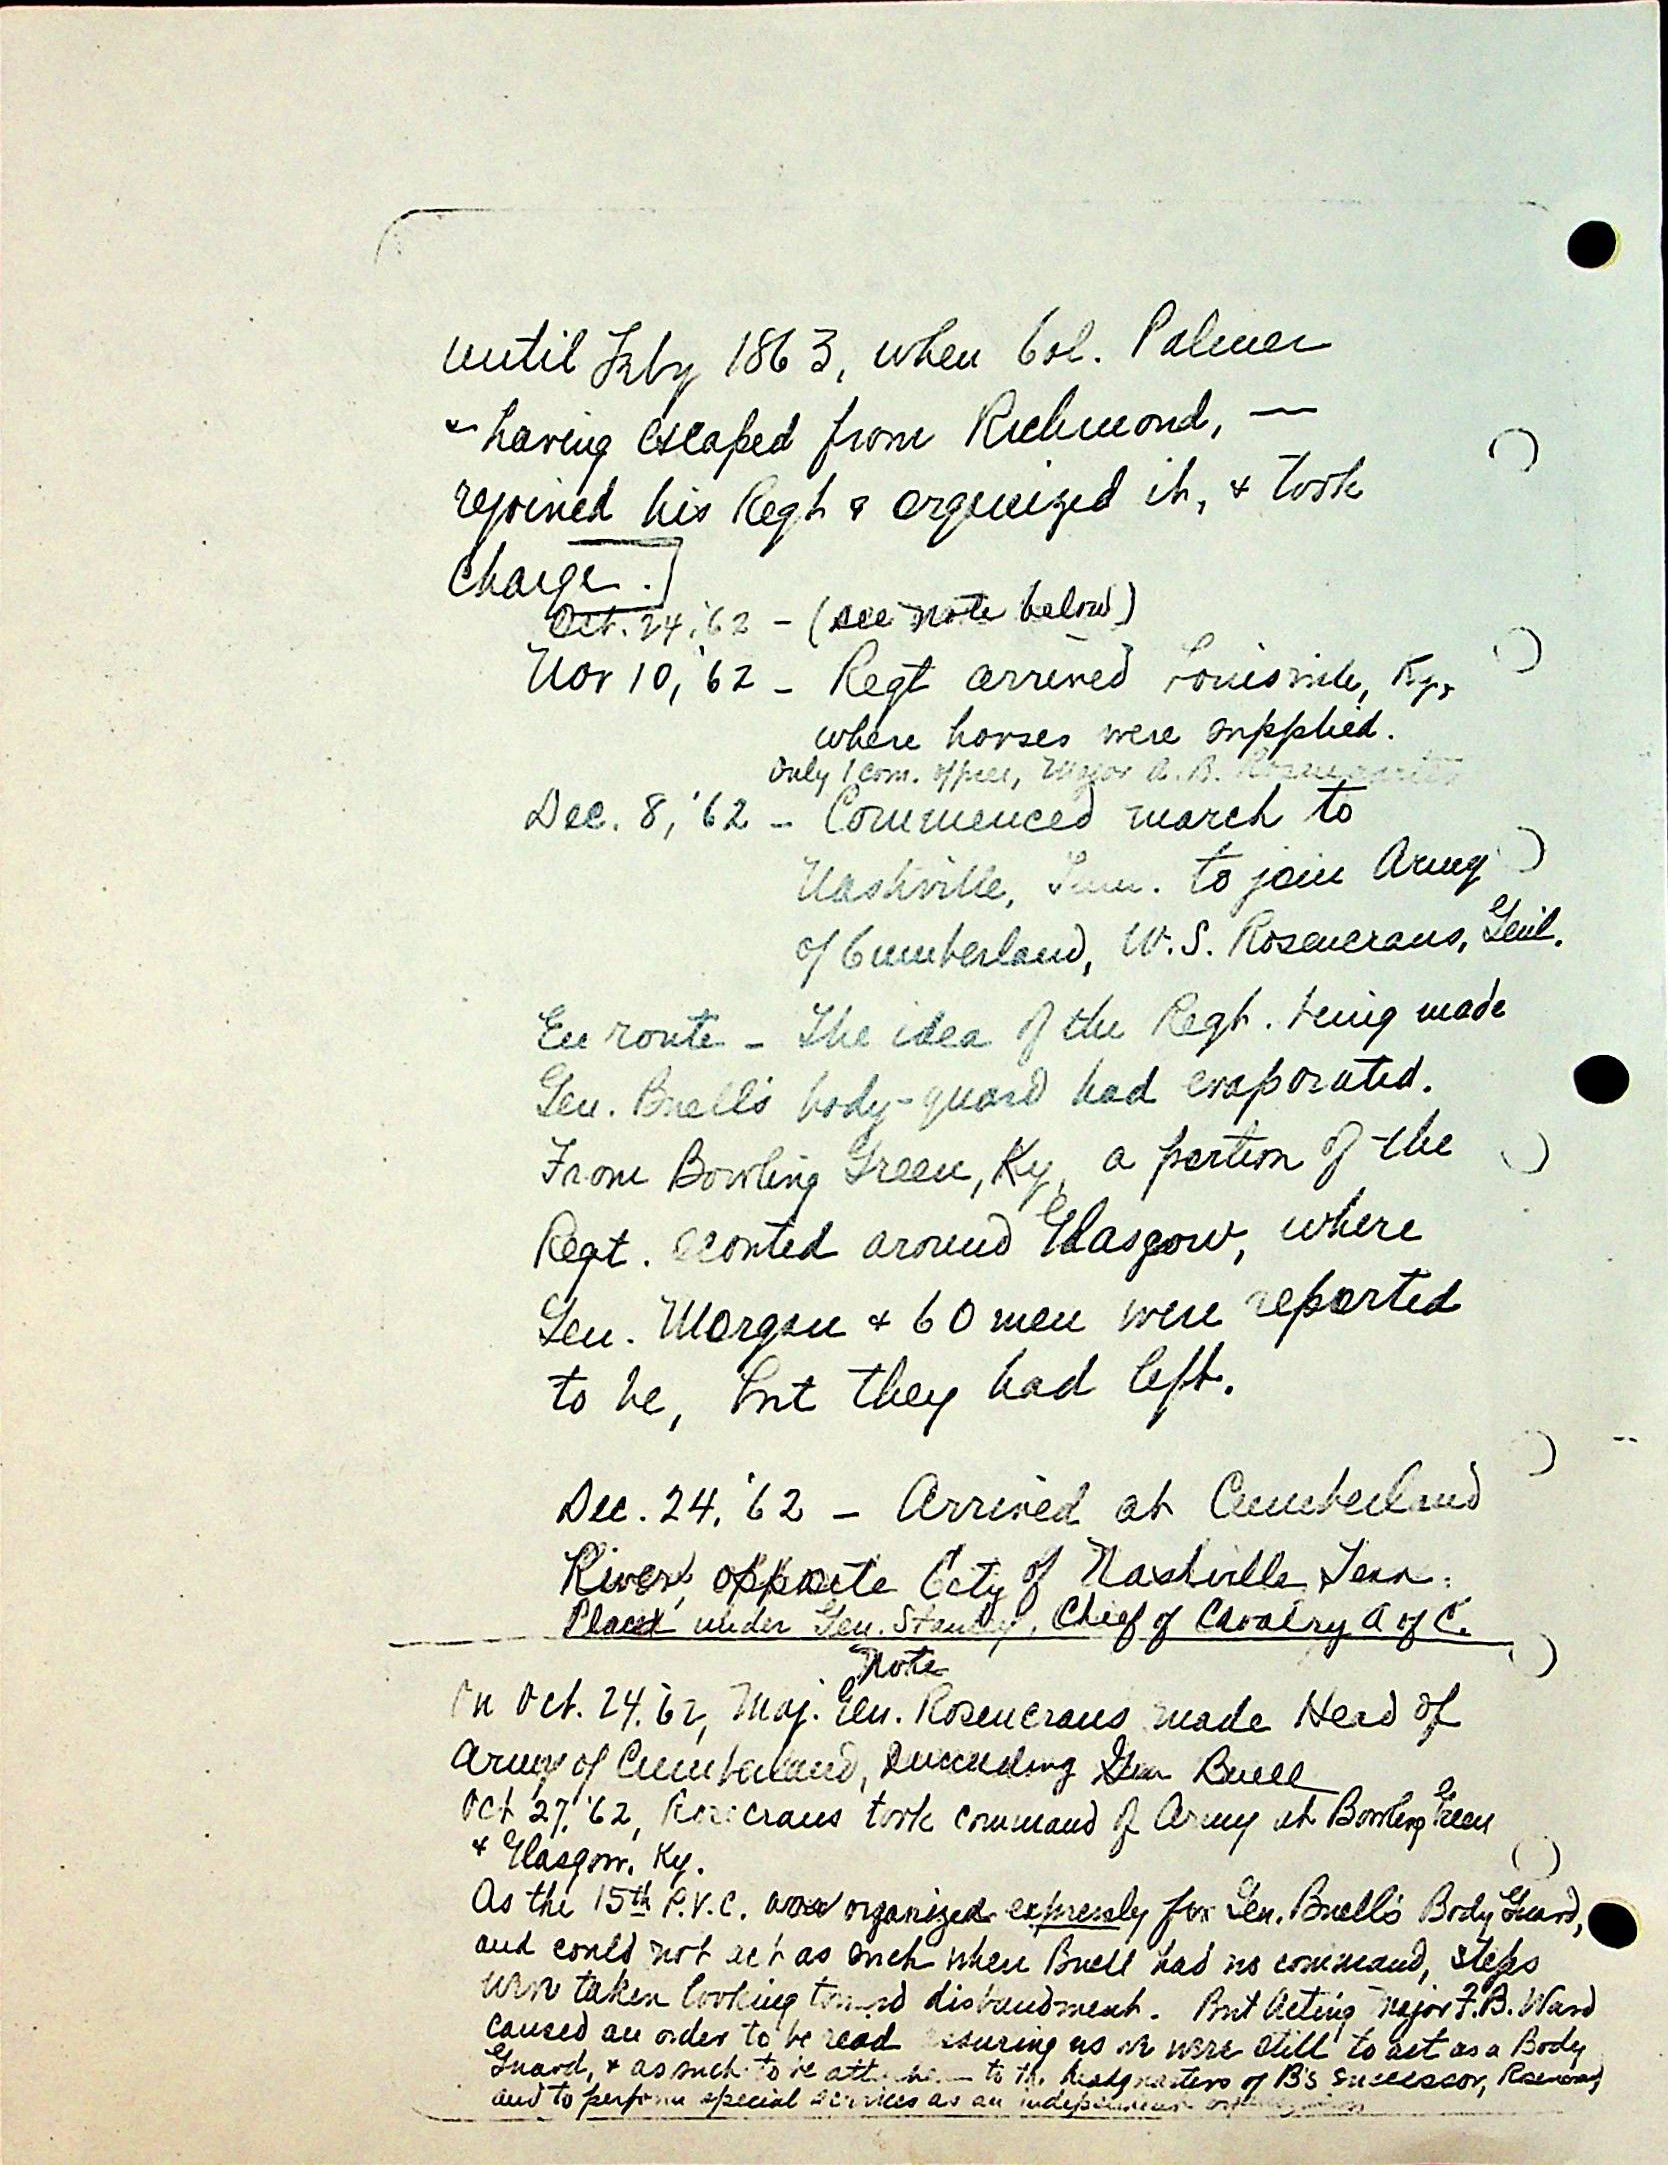 until Feby 1863, when Col. Palmer
having escaped from Richmond, —
rejoined his Regt & organized it, & took
charge.]
Oct. 24, '62 – (see note below)
Nov 10, '62 – Regt arrived Louisville, Ky.,
where horses were supplied.
Only 1 com. officer, Major A. B.
Dec. 8, '62 – Commenced march to
Nashville, Tenn. to join Army
of Cumberland, W. S. Rosencrans, Genl.
En route – The idea of the Regt. being made
Gen. Buell's body-guard had evaporated.
From Bowling Green, Ky, a portion of the
Regt. scouted around Glasgow, where
Gen. Morgan & 60 men were reported
to be, but they had left.
Dec. 24, '62 – Arrived at Cumberland
River, opposite City of Nashville Tenn.
Placed under Gen. Stanley, Chief of Cavalry A of C.
Note
On Oct. 24, '62, Maj. Gen. Rosencrans made Head of
Army of Cumberland, succeeding Gen Buell
Oct 27, '62, Rosecrans took command of Army at Bowling Green
& Glasgow, Ky.
As the 15th P.V.C. was organized expressly for Gen. Buell's Body Guard,
and could not act as such when Buell had no command, steps
were taken looking toward disbandment. But Acting Major F.B. Ward
caused an order to be read assuring us we were still to act as a Body
Guard, & as such to be attached to the headquarters of B's successor,
and to perform special services as an independent organization